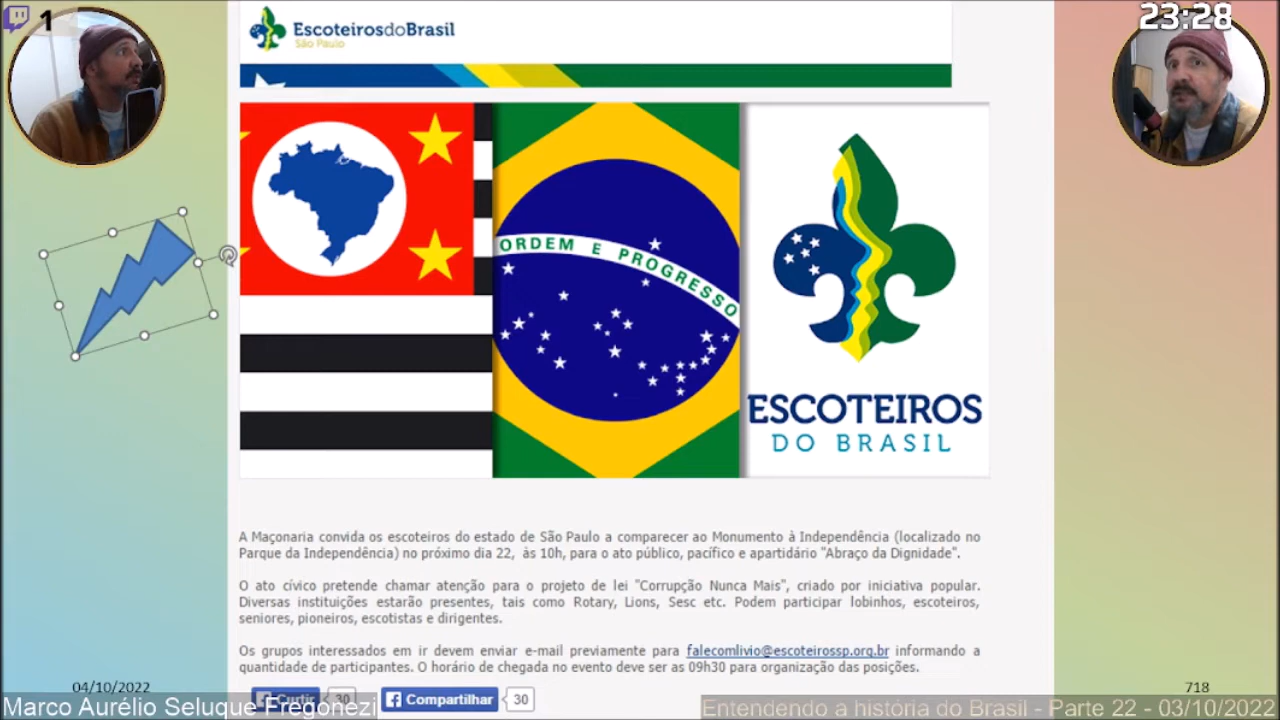 1
23:28
EscoteirosdoBrasil
São Paulo
ORDEM E PROGRESSO
ESCOTEIROS
DO BRASIL
A Maçonaria convida os escoteiros do estado de São Paulo a comparecer ao Monumento à Independência (localizado no
Parque da Independência) no próximo dia 22, às 10h, para o ato público, pacífico e apartidário "Abraço da Dignidade".
O ato cívico pretende chamar atenção para o projeto de lei "Corrupção Nunca Mais", criado por iniciativa popular.
Diversas instituições estarão presentes, tais como Rotary, Lions, Sesc etc. Podem participar lobinhos, escoteiros,
seniores, pioneiros, escotistas e dirigentes.
Os grupos interessados em ir devem enviar e-mail previamente para falecomlivio@escoteirossp.org.br informando a
quantidade de participantes. O horário de chegada no evento deve ser as 09h30 para organização das posições.
04/10/2022
718
Curtir 30 Compartilhar 30
Marco Aurélio Seluque Fregonezi
Entendendo a história do Brasil - Parte 22 - 03/10/2022